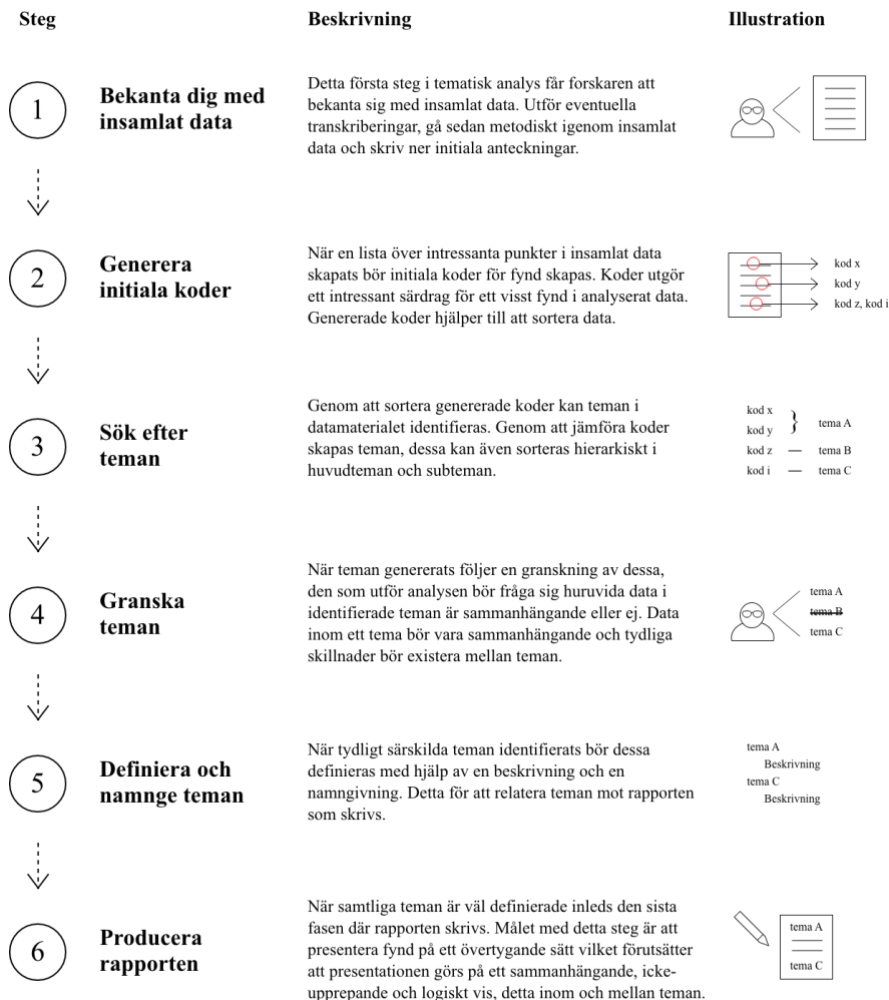 Steg
Beskrivning
Illustration
1
Bekanta dig med
insamlat data
Detta första steg i tematisk analys får forskaren att
bekanta sig med insamlat data. Utför eventuella
transkriberingar, gå sedan metodiskt igenom insamlat
data och skriv ner initiala anteckningar.
2
Generera
initiala koder
När en lista över intressanta punkter i insamlat data
skapats bör initiala koder för fynd skapas. Koder utgör
ett intressant särdrag för ett visst fynd i analyserat data.
Genererade koder hjälper till att sortera data.
kod x
kod y
kod z, kod i
3
Sök efter
teman
Genom att sortera genererade koder kan teman i
datamaterialet identifieras. Genom att jämföra koder
skapas teman, dessa kan även sorteras hierarkiskt i
huvudteman och subteman.
kod x
kod y } tema A
kod z — tema B
kod i — tema C
4
Granska
teman
När teman genererats följer en granskning av dessa,
den som utför analysen bör fråga sig huruvida data i
identifierade teman är sammanhängande eller ej. Data
inom ett tema bör vara sammanhängande och tydliga
skillnader bör existera mellan teman.
tema A
tema B
tema C
5
Definiera och
namnge teman
När tydligt särskilda teman identifierats bör dessa
definieras med hjälp av en beskrivning och en
namngivning. Detta för att relatera teman mot rapporten
som skrivs.
tema A
Beskrivning
tema C
Beskrivning
6
Producera
rapporten
När samtliga teman är väl definierade inleds den sista
fasen där rapporten skrivs. Målet med detta steg är att
presentera fynd på ett övertygande sätt vilket förutsätter
att presentationen görs på ett sammanhängande, icke-
upprepande och logiskt vis, detta inom och mellan teman.
tema A
tema C